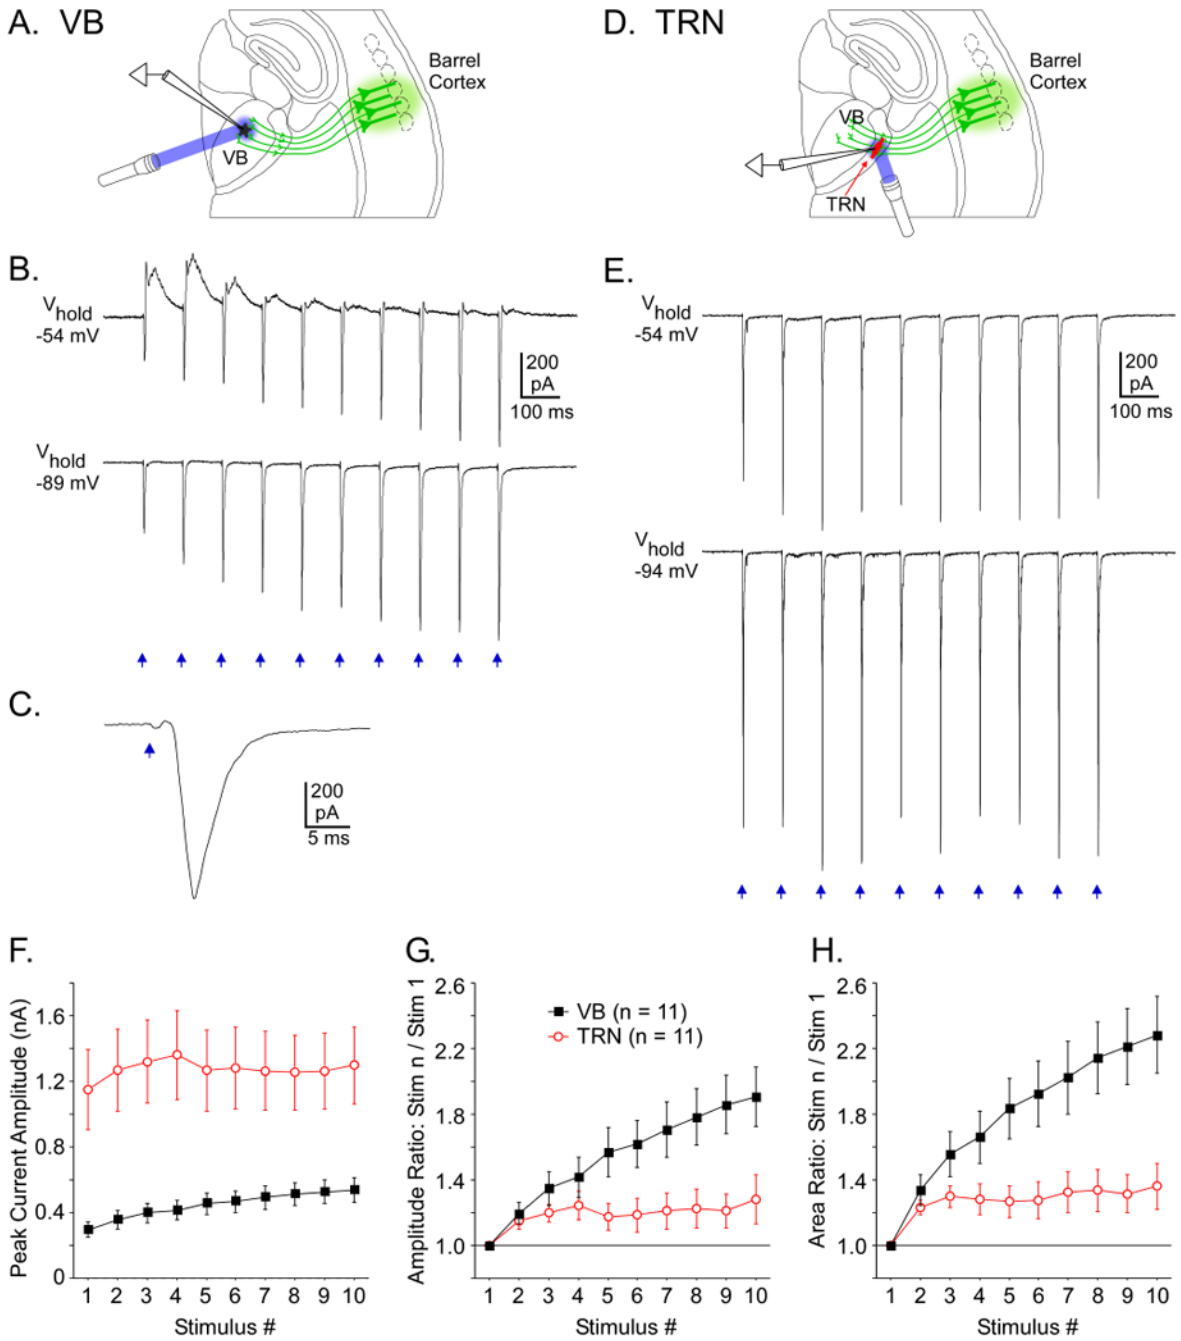 A. VB
Barrel
Cortex
VB
D. TRN
Barrel
Cortex
VB
TRN
B.
Vhold
-54 mV
200
pA
100 ms
Vhold
-89 mV
C.
200
pA
5 ms
E.
Vhold
-54 mV
200
pA
100 ms
Vhold
-94 mV
F.
Peak Current Amplitude (nA)
1.6
1.2
0.8
0.4
0
1 2 3 4 5 6 7 8 9 10
Stimulus #
G.
Amplitude Ratio: Stim n / Stim 1
2.6
2.2
1.8
1.4
1.0
VB (n = 11)
TRN (n = 11)
1 2 3 4 5 6 7 8 9 10
Stimulus #
H.
Area Ratio: Stim n / Stim 1
2.6
2.2
1.8
1.4
1.0
1 2 3 4 5 6 7 8 9 10
Stimulus #